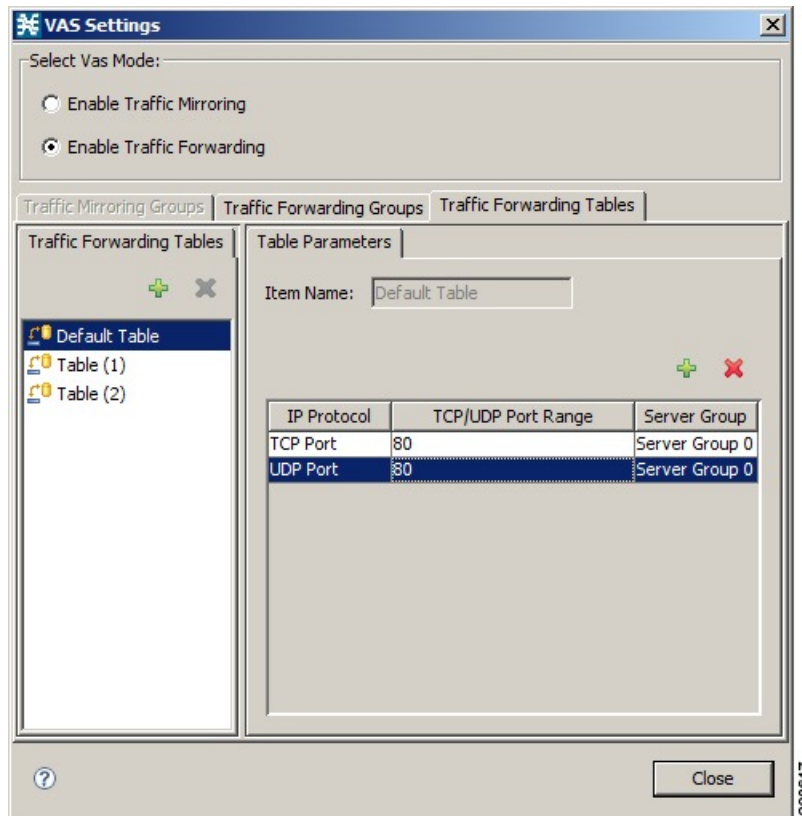 VAS Settings
Select Vas Mode:
Enable Traffic Mirroring
Enable Traffic Forwarding
Traffic Mirroring Groups Traffic Forwarding Groups Traffic Forwarding Tables
Traffic Forwarding Tables Table Parameters
Item Name: Default Table
Default Table
Table (1)
Table (2)
IP Protocol TCP/UDP Port Range Server Group
TCP Port 80 Server Group 0
UDP Port 80 Server Group 0
Close